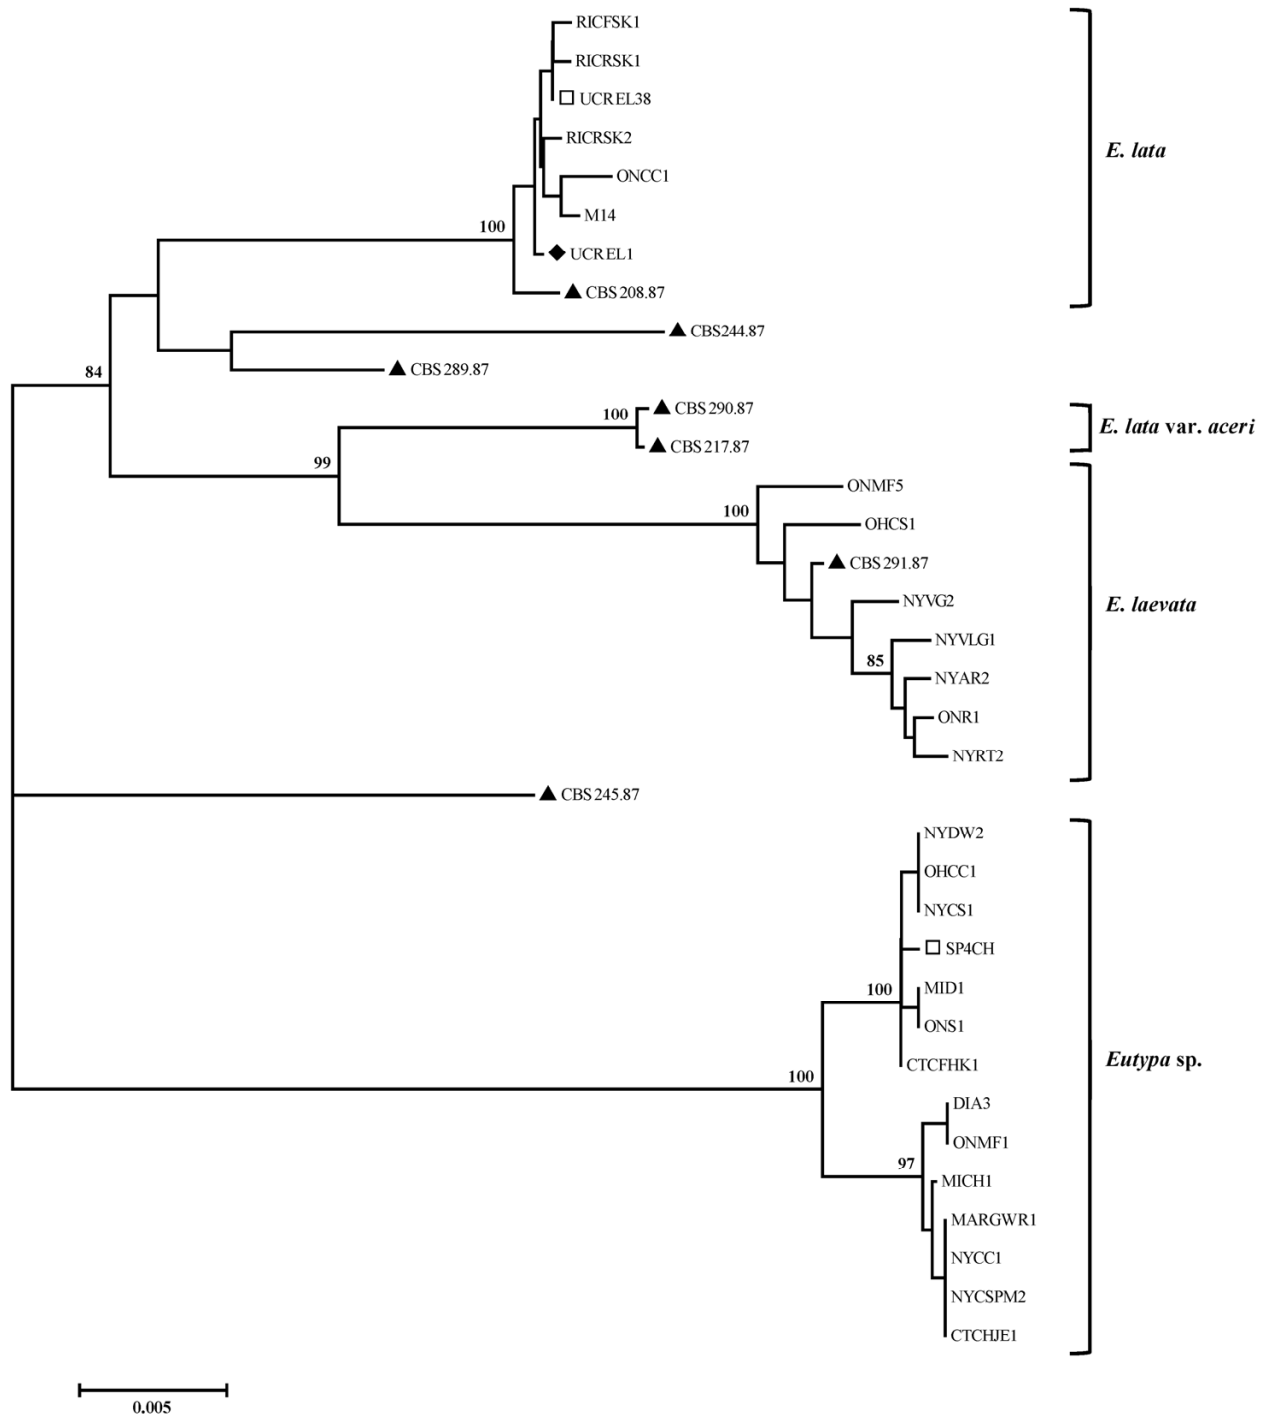 RICFSK1
RICRSK1
UCREL38
RICRSK2
E. lata
ONCC1
M14
100
UCREL1
CBS 208.87
CBS244.87
CBS 289.87
84
CBS 290.87
100
E. lata var. aceri
CBS 217.87
99
ONMF5
100
OHCS1
CBS 291.87
NYVG2
E. laevata
NYVLG1
85
NYAR2
ONR1
NYRT2
CBS 245.87
NYDW2
OHCC1
NYCS1
SP4CH
MID1
100
ONS1
Eutypa sp.
CTCFHK1
100
DIA3
ONMF1
97
MICH1
MARGWR1
NYCC1
NYCSPM2
CTCHJE1
0.005